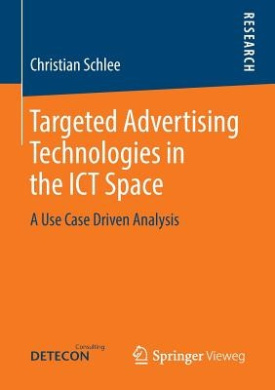 RESEARCH
Christian Schlee
Targeted Advertising
Technologies in
the ICT Space
A Use Case Driven Analysis
Consulting
DETECON
Springer Vieweg